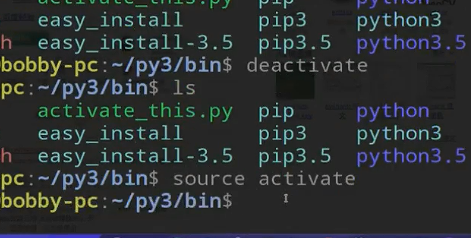 activate_this.py pip python
easy_install pip3 python3
h easy_install-3.5 pip3.5 python3.5
bobby-pc:~/py3/bin$ deactivate
pc:~/py3/bin$ ls
activate_this.py pip python
easy_install pip3 python3
h easy_install-3.5 pip3.5 python3.5
pc:~/py3/bin$ source activate
bobby-pc:~/py3/bin$